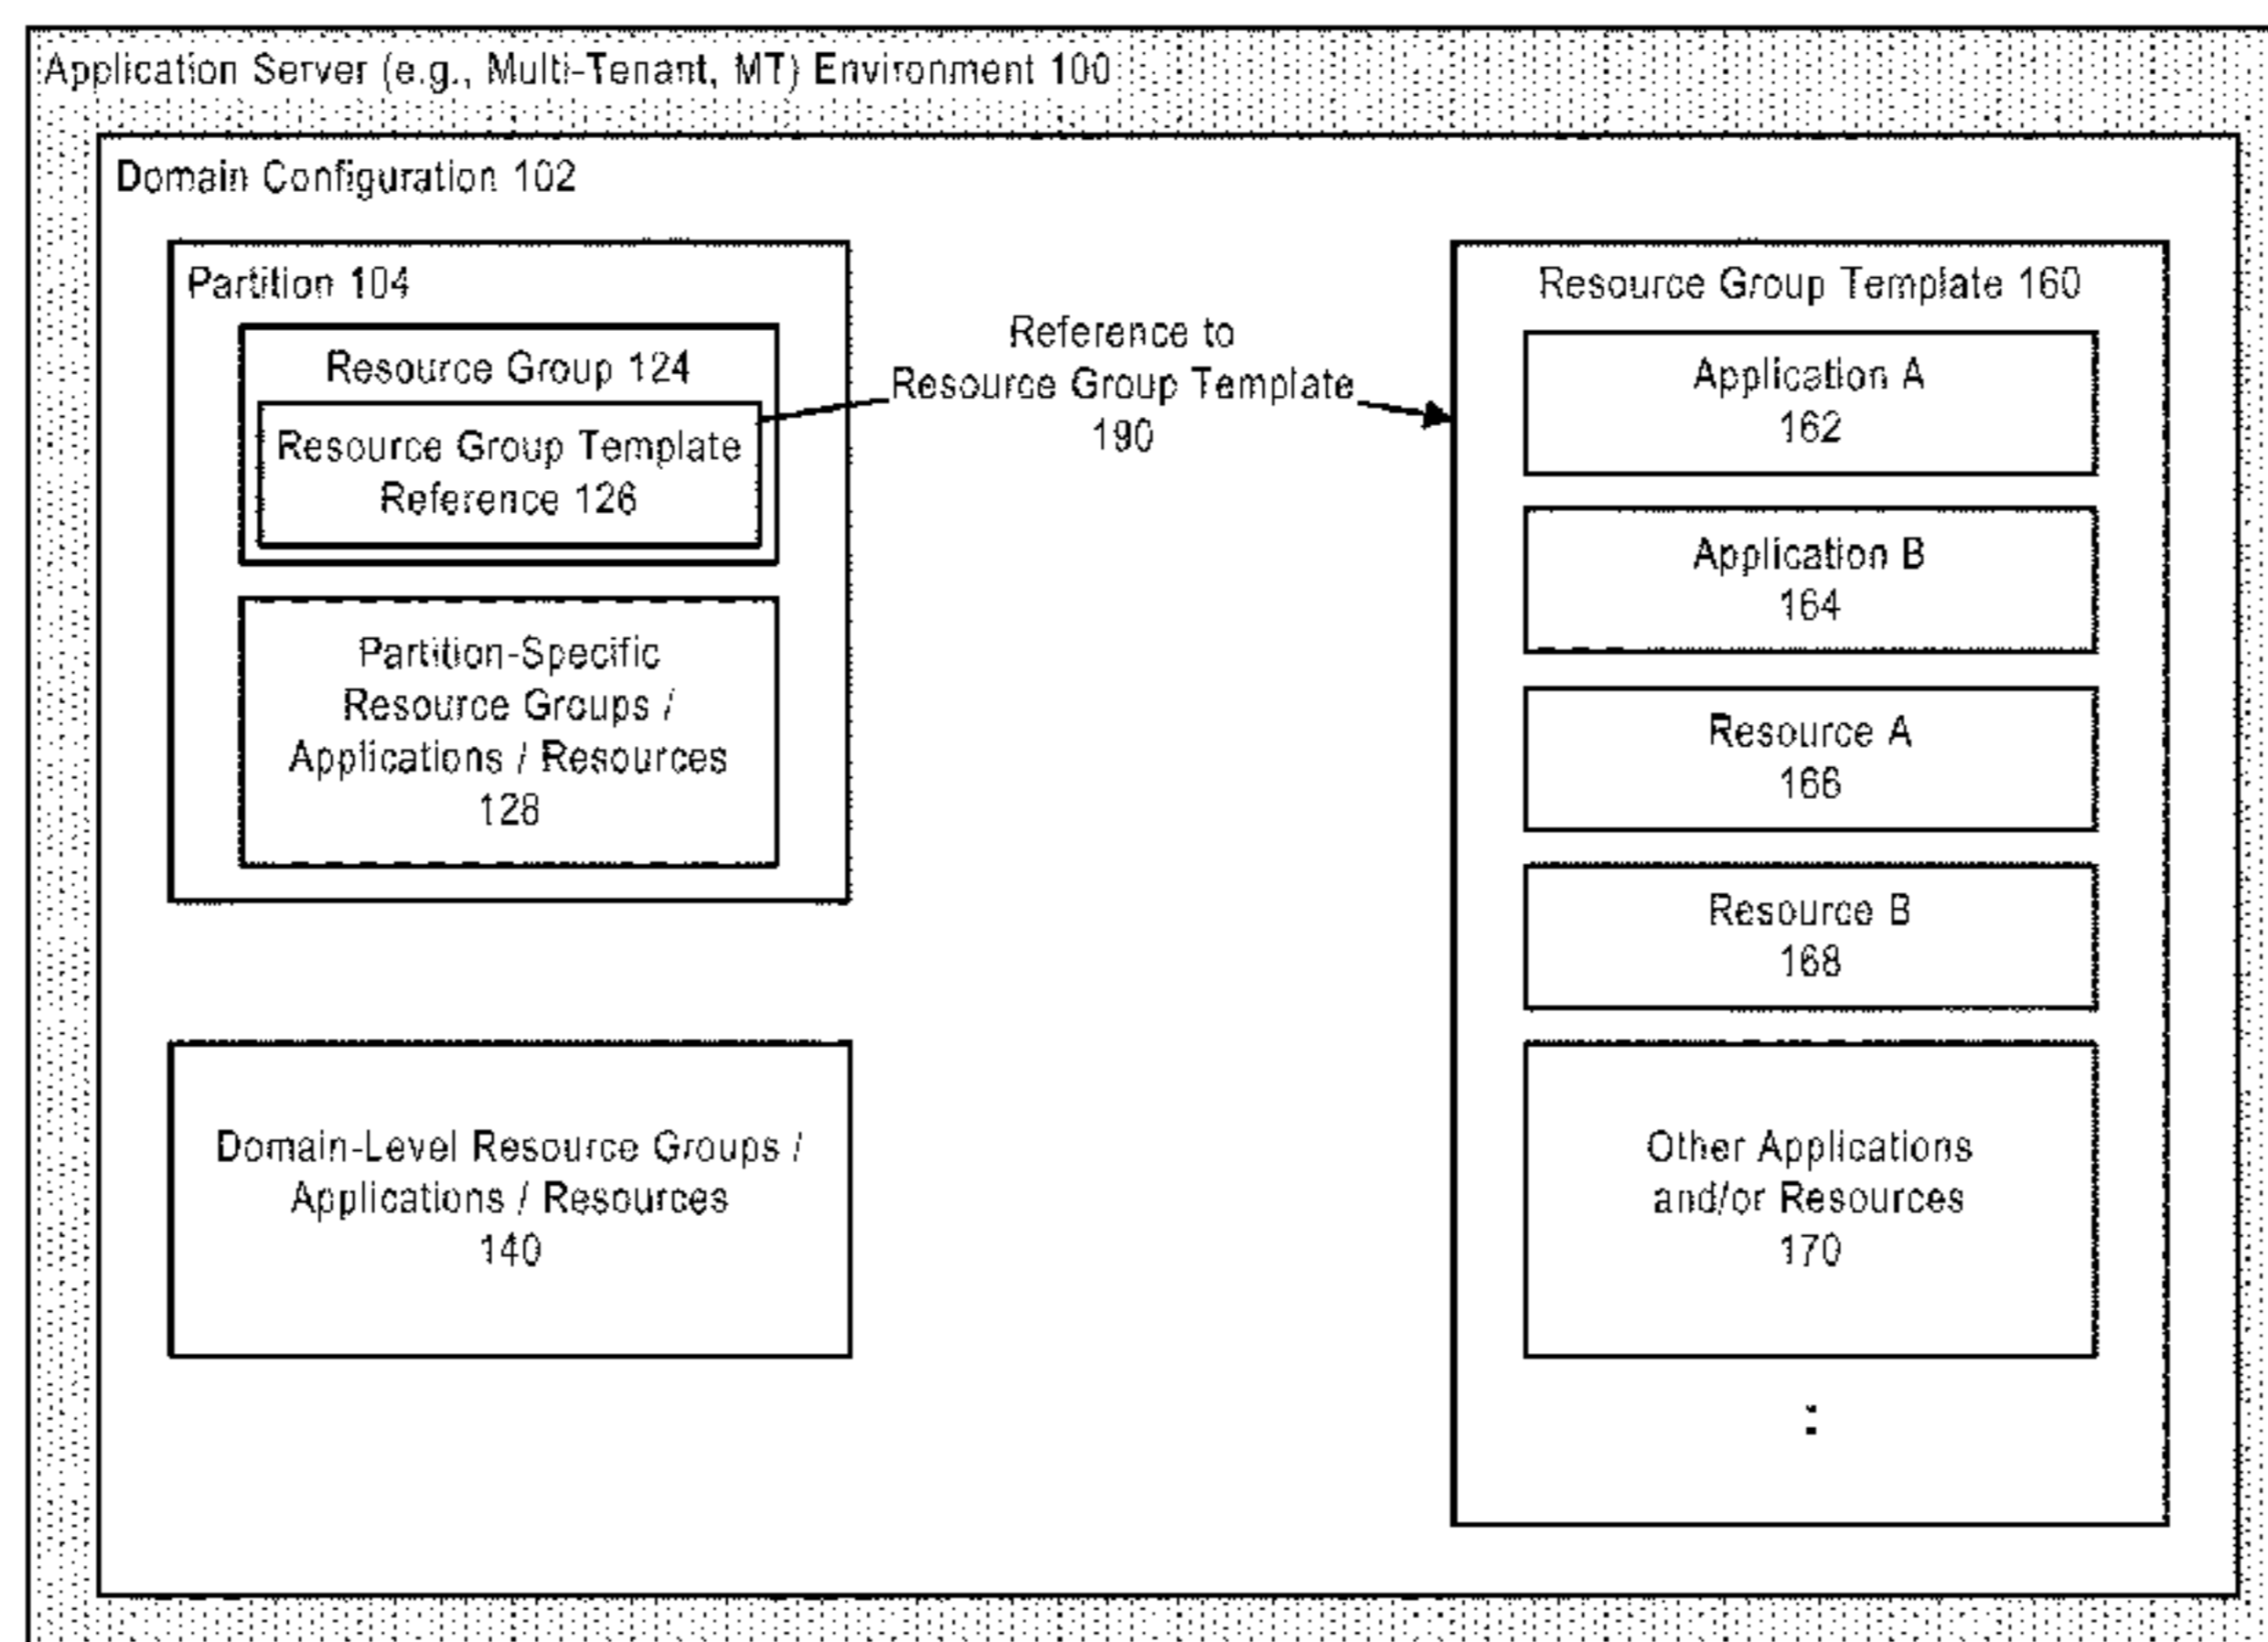 Application Server (e.g., Multi-Tenant, MT) Environment 100
Domain Configuration 102
Partition 104
Resource Group 124
Resource Group Template
Reference 126
Partition-Specific
Resource Groups /
Applications / Resources
128
Domain-Level Resource Groups /
Applications / Resources
140
Reference to
Resource Group Template
190
Resource Group Template 160
Application A
162
Application B
164
Resource A
166
Resource B
168
Other Applications
and/or Resources
170